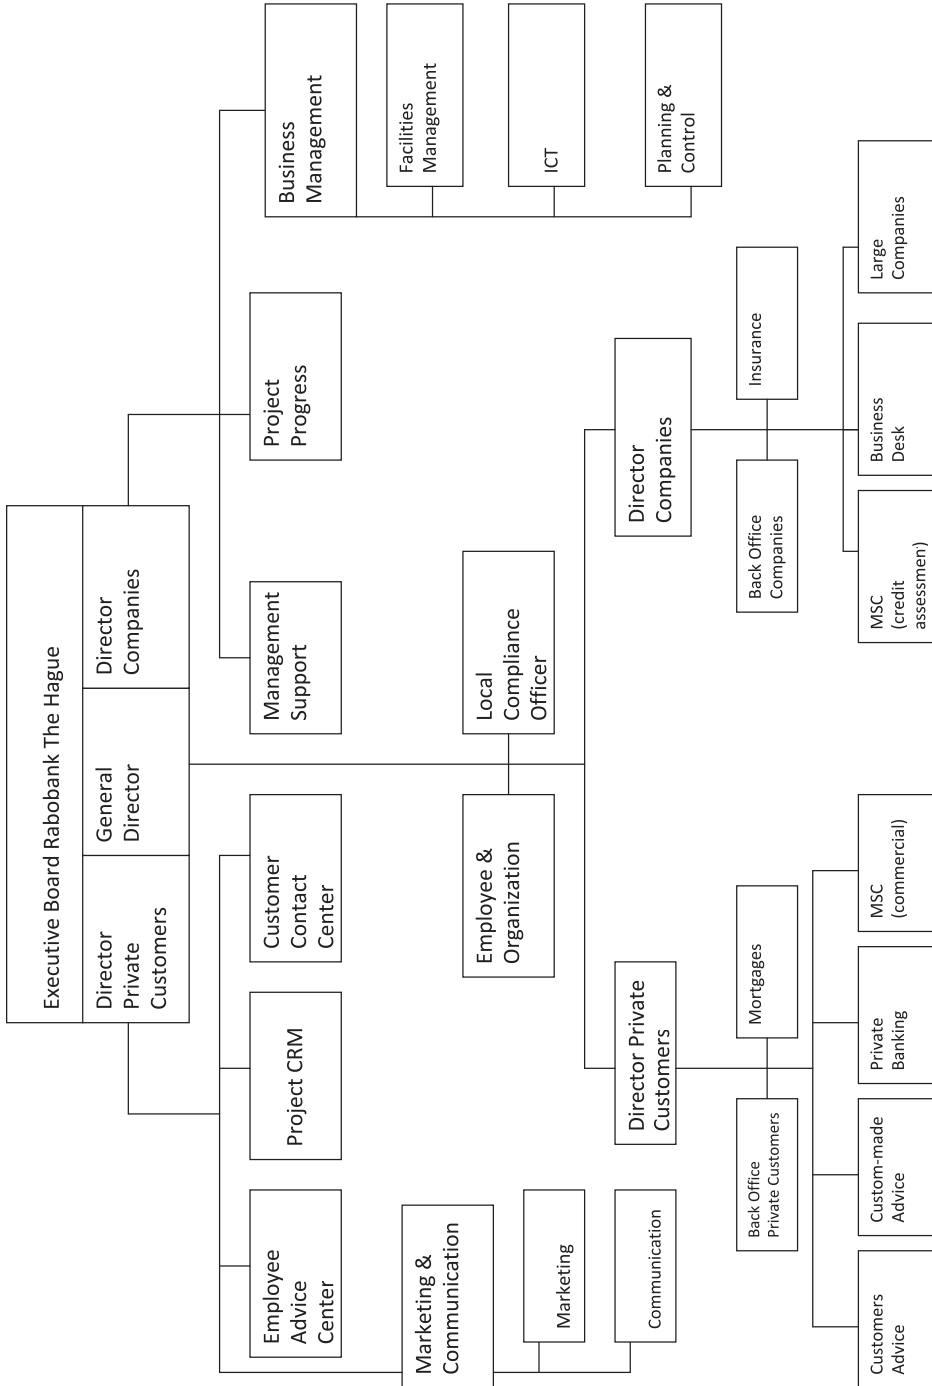 Executive Board Rabobank The Hague
Director
Private
Customers
General
Director
Director
Companies
Employee
Advice
Center
Project CRM
Customer
Contact
Center
Management
Support
Project
Progress
Business
Management
Marketing &
Communication
Marketing
Communication
Facilities
Management
ICT
Planning &
Control
Employee &
Organization
Local
Compliance
Officer
Director Private
Customers
Director
Companies
Back Office
Private Customers
Mortgages
Back Office
Companies
Insurance
Customers
Advice
Custom-made
Advice
Private
Banking
MSC
(commercial)
MSC
(credit
assessment)
Business
Desk
Large
Companies